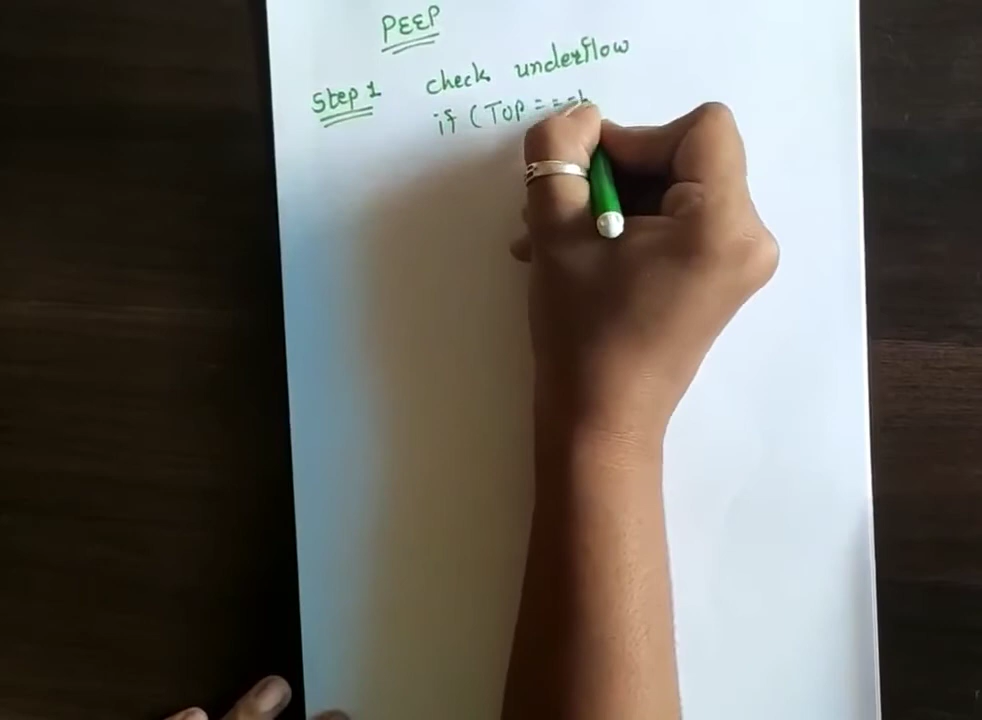 PEEP
Step 1 check underflow
if (TOP ==